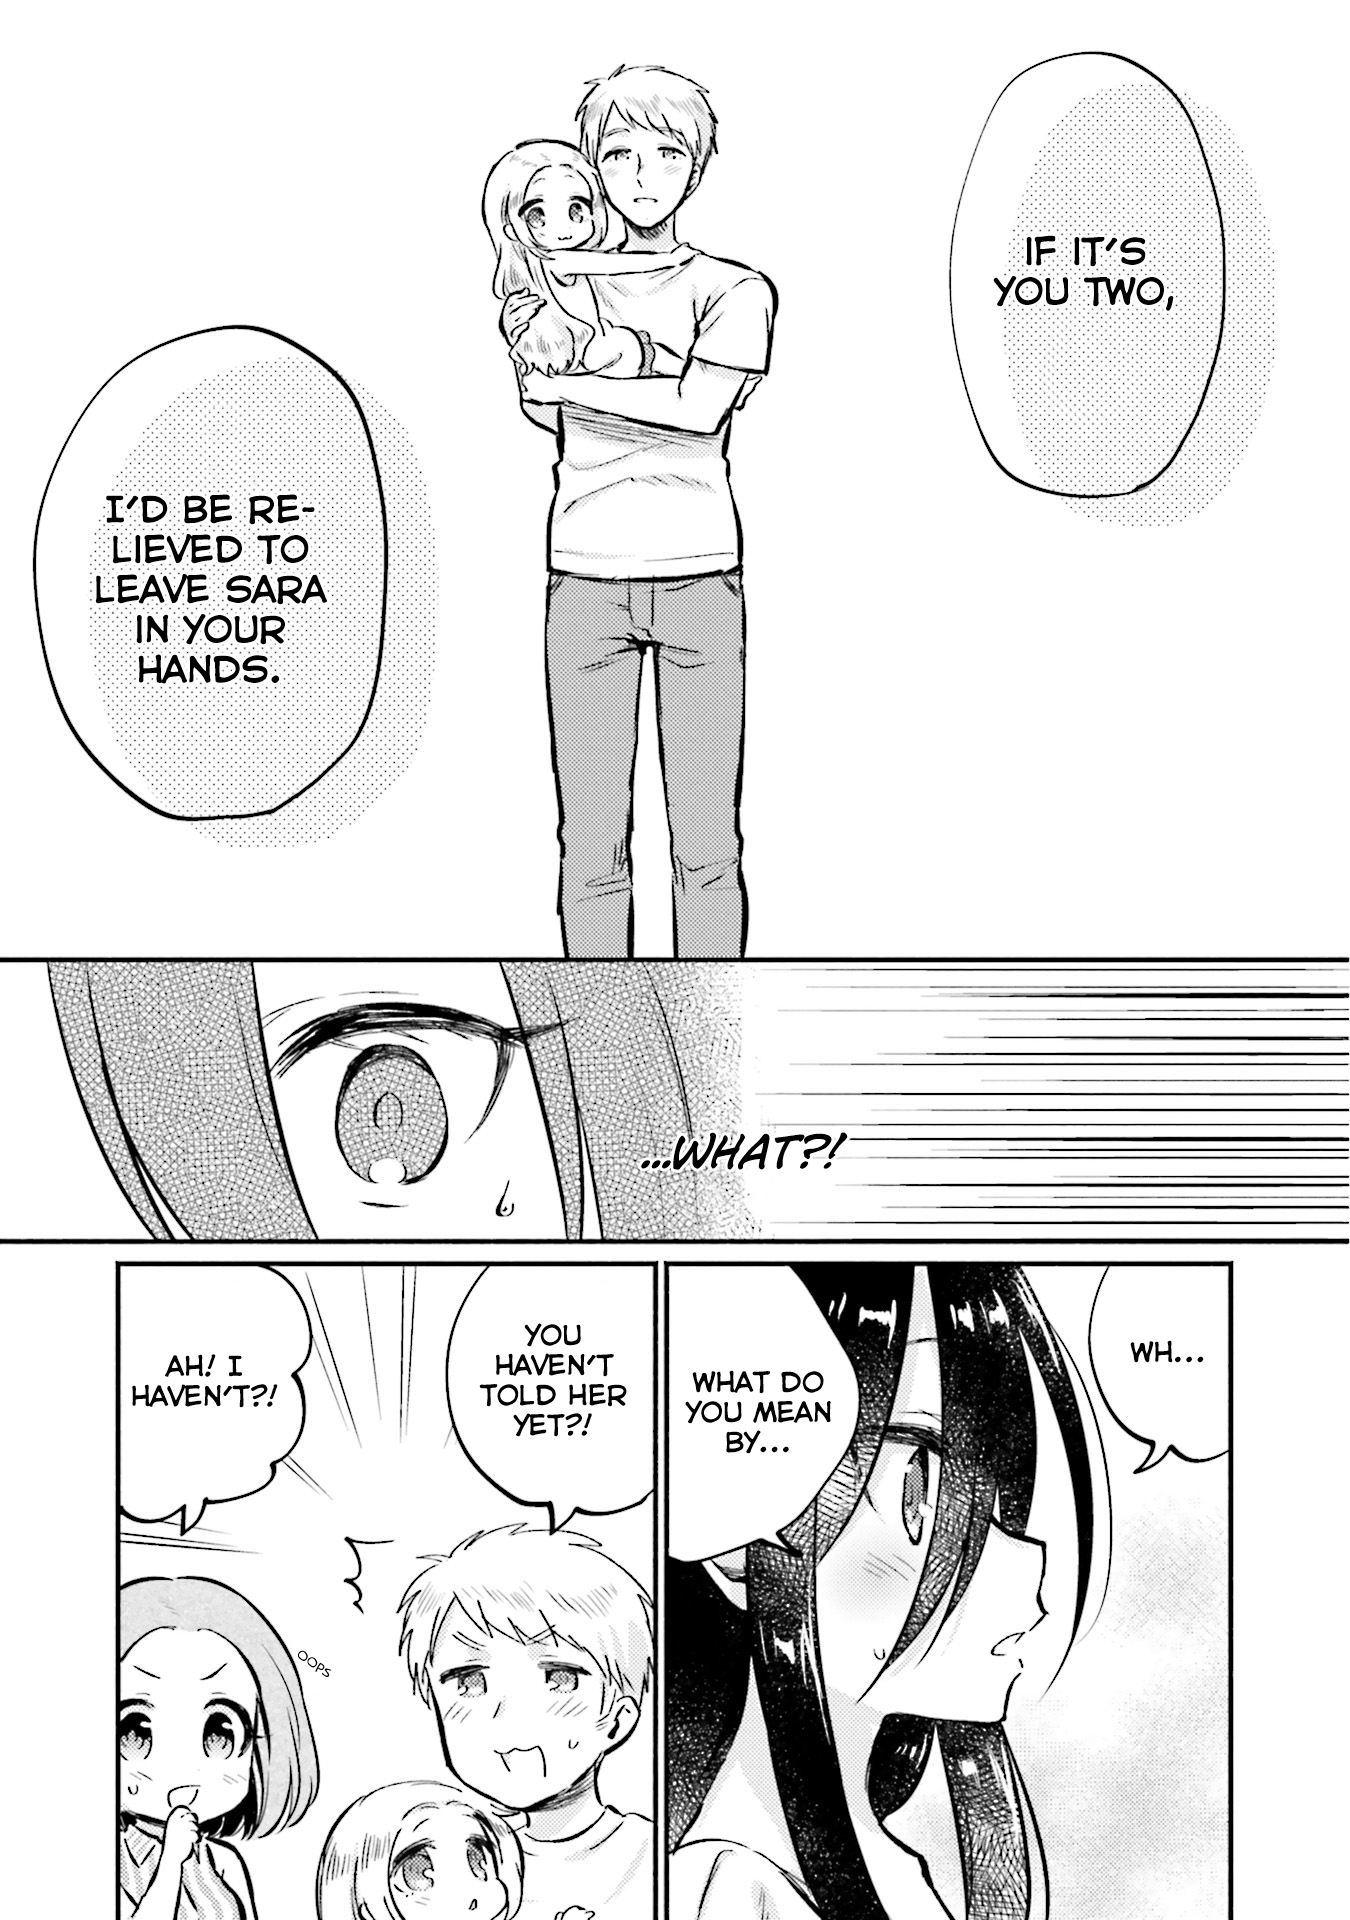 IF IT'S
YOU TWO,
I'D BE RE-
LIEVED TO
LEAVE SARA
IN YOUR
HANDS.
...WHAT?!
WH...
WHAT DO
YOU MEAN
BY...
YOU
HAVEN'T
TOLD HER
YET?!
AH! I
HAVEN'T?!
OOPS